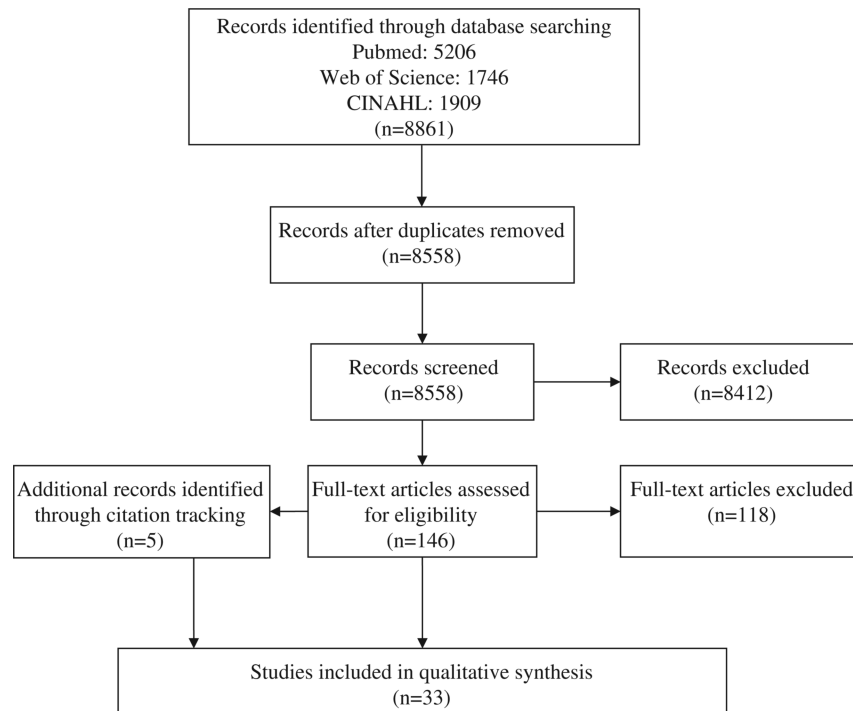 Records identified through database searching
Pubmed: 5206
Web of Science: 1746
CINAHL: 1909
(n=8861)
Records after duplicates removed
(n=8558)
Records screened
(n=8558)
Records excluded
(n=8412)
Additional records identified
through citation tracking
(n=5)
Full-text articles assessed
for eligibility
(n=146)
Full-text articles excluded
(n=118)
Studies included in qualitative synthesis
(n=33)